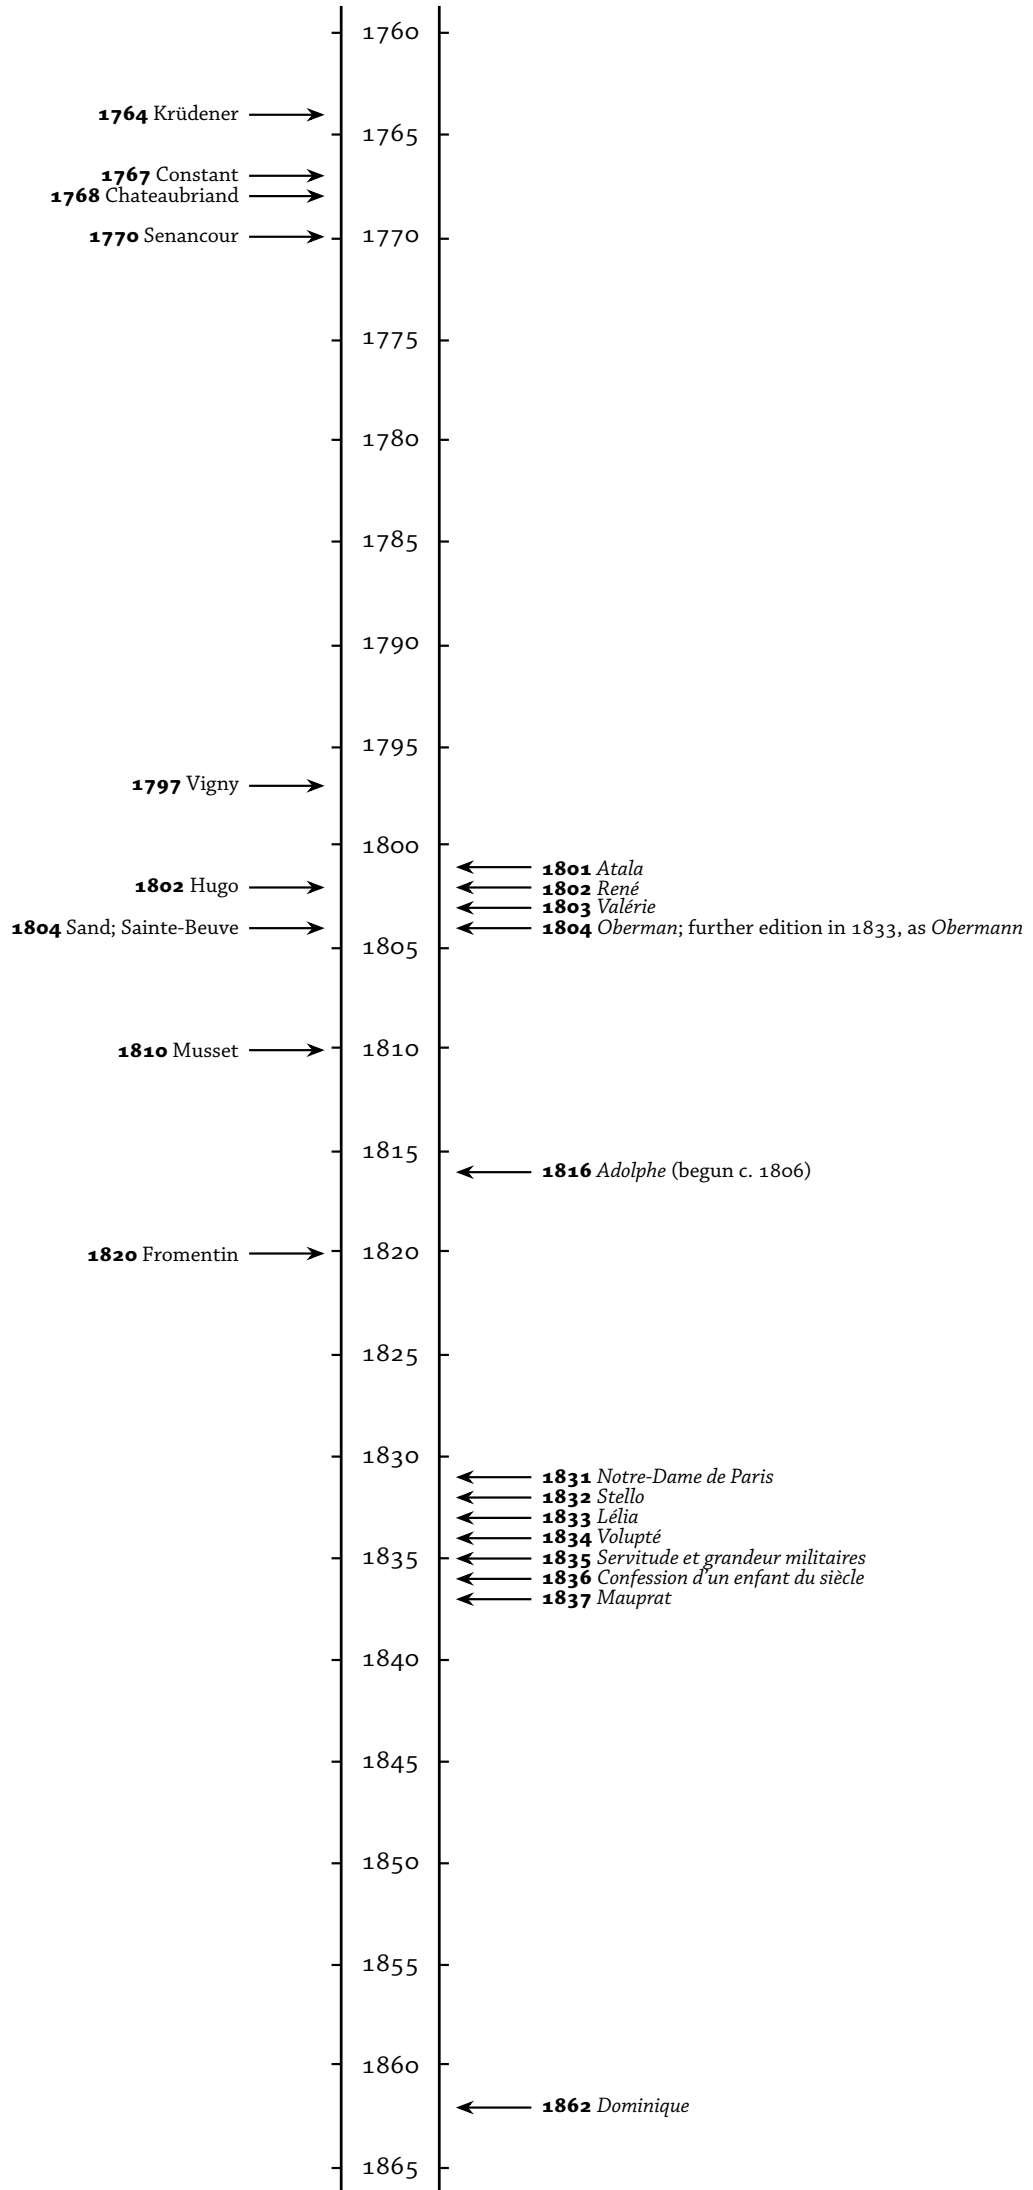 1760
1764 Krüdener
1765
1767 Constant
1768 Chateaubriand
1770 Senancour
1770
1775
1780
1785
1790
1795
1797 Vigny
1800
1801 Atala
1802 Hugo
1802 René
1803 Valérie
1804 Sand; Sainte-Beuve
1804 Oberman; further edition in 1833, as Obermann
1805
1810 Musset
1810
1815
1816 Adolphe (begun c. 1806)
1820 Fromentin
1820
1825
1830
1831 Notre-Dame de Paris
1832 Stello
1833 Lélia
1834 Volupté
1835
1835 Servitude et grandeur militaires
1836 Confession d'un enfant du siècle
1837 Mauprat
1840
1845
1850
1855
1860
1862 Dominique
1865